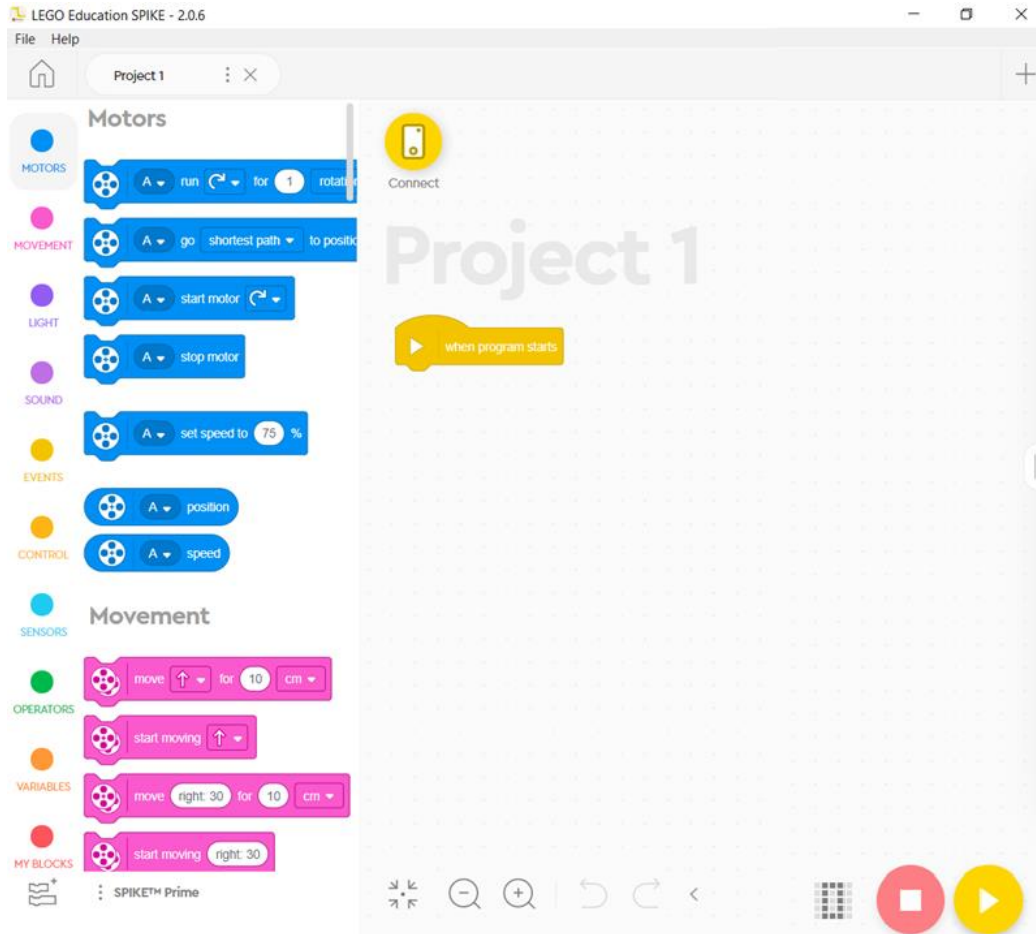 LEGO Education SPIKE - 2.0.6
File Help
Project 1
MOTORS
MOVEMENT
LIGHT
SOUND
EVENTS
CONTROL
SENSORS
OPERATORS
VARIABLES
MY BLOCKS
Motors
A run for 1
A go shortest path to
A start motor
A stop motor
A set speed to 75 %
A position
A speed
Movement
move for 10 cm
start moving
move right: 30 for 10 cm
start moving right: 30
SPIKE™ Prime
Connect
Project 1
when program starts